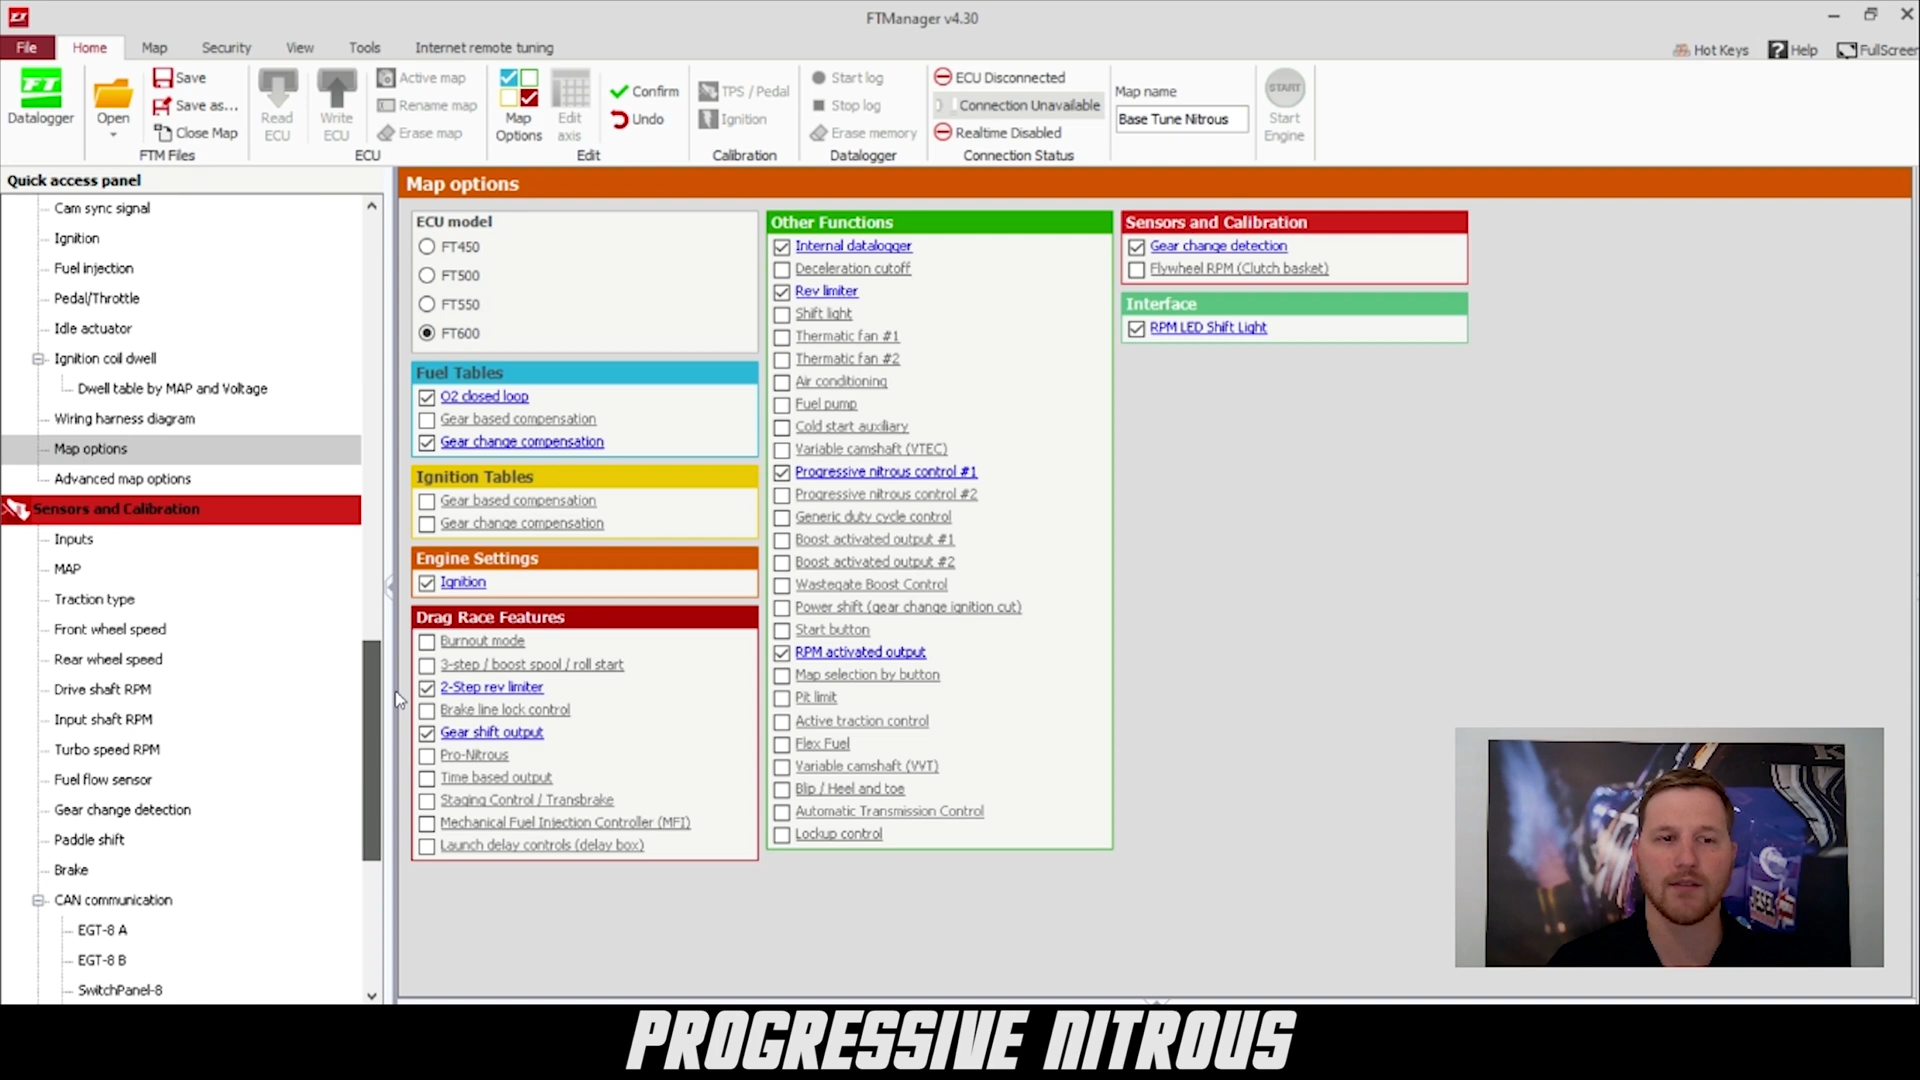 FT
FTManager v4.30
File
Home
Map
Security
View
Tools
Internet remote tuning
Hot Keys
Help
FullScreen
FT
Datalogger
Open
Save
Save as...
Close Map
FTM Files
Read
ECU
Write
ECU
Active map
Rename map
Erase map
ECU
Map
Options
Edit
axis
Confirm
Undo
Edit
TPS / Pedal
Ignition
Calibration
Start log
Stop log
Erase memory
Datalogger
ECU Disconnected
Connection Unavailable
Realtime Disabled
Connection Status
Map name
Base Tune Nitrous
START
Start
Engine
Quick access panel
Cam sync signal
Ignition
Fuel injection
Pedal/Throttle
Idle actuator
Ignition coil dwell
Dwell table by MAP and Voltage
Wiring harness diagram
Map options
Advanced map options
Sensors and Calibration
Inputs
MAP
Traction type
Front wheel speed
Rear wheel speed
Drive shaft RPM
Input shaft RPM
Turbo speed RPM
Fuel flow sensor
Gear change detection
Paddle shift
Brake
CAN communication
EGT-8 A
EGT-8 B
SwitchPanel-8
Map options
ECU model
FT450
FT500
FT550
FT600
Fuel Tables
O2 closed loop
Gear based compensation
Gear change compensation
Ignition Tables
Gear based compensation
Gear change compensation
Engine Settings
Ignition
Drag Race Features
Burnout mode
3-step / boost spool / roll start
2-Step rev limiter
Brake line lock control
Gear shift output
Pro-Nitrous
Time based output
Staging Control / Transbrake
Mechanical Fuel Injection Controller (MFI)
Launch delay controls (delay box)
Other Functions
Internal datalogger
Deceleration cutoff
Rev limiter
Shift light
Thermatic fan #1
Thermatic fan #2
Air conditioning
Fuel pump
Cold start auxiliary
Variable camshaft (VTEC)
Progressive nitrous control #1
Progressive nitrous control #2
Generic duty cycle control
Boost activated output #1
Boost activated output #2
Wastegate Boost Control
Power shift (gear change ignition cut)
Start button
RPM activated output
Map selection by button
Pit limit
Active traction control
Flex Fuel
Variable camshaft (VVT)
Blip / Heel and toe
Automatic Transmission Control
Lockup control
Sensors and Calibration
Gear change detection
Flywheel RPM (Clutch basket)
Interface
RPM LED Shift Light
JESEL
PROGRESSIVE NITROUS